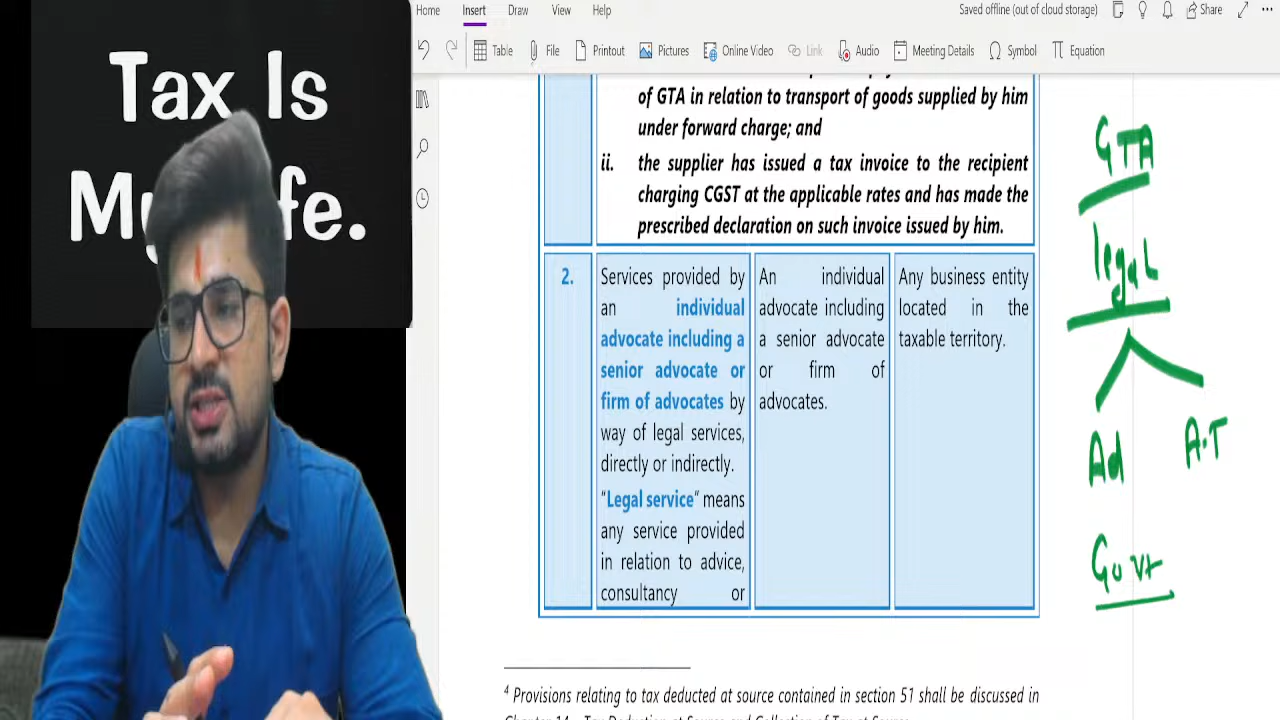 Home Insert Draw View Help Saved offline (out of cloud storage) Share
Table File Printout Pictures Online Video Link Audio Meeting Details Symbol Equation
Tax Is
My
fe.
of GTA in relation to transport of goods supplied by him
under forward charge; and
ii. the supplier has issued a tax invoice to the recipient
charging CGST at the applicable rates and has made the
prescribed declaration on such invoice issued by him.
2.
Services provided by
an individual
advocate including a
senior advocate or
firm of advocates by
way of legal services,
directly or indirectly.
"Legal service" means
any service provided
in relation to advice,
consultancy or
An individual
advocate including
a senior advocate
or firm of
advocates.
Any business entity
located in the
taxable territory.
4 Provisions relating to tax deducted at source contained in section 51 shall be discussed in
GTA
legal
Ad
A.T
Govt